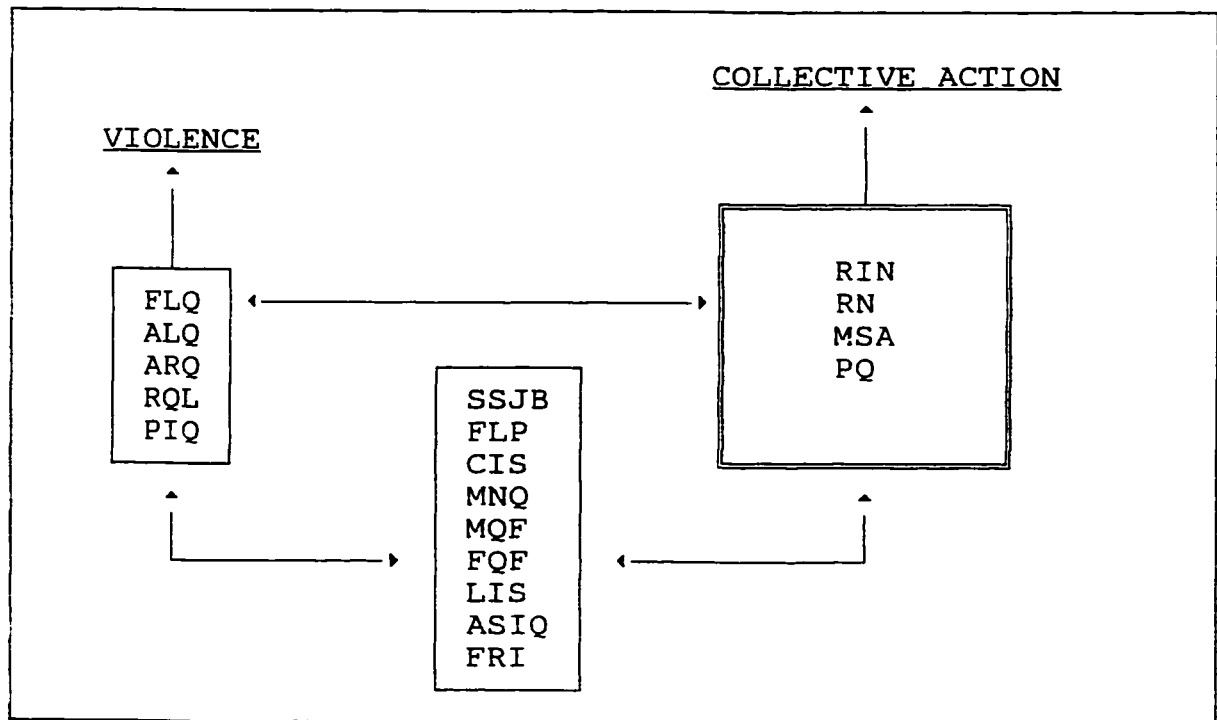 COLLECTIVE ACTION
VIOLENCE
FLQ
ALQ
ARQ
RQL
PIQ
RIN
RN
MSA
PQ
SSJB
FLP
CIS
MNQ
MQF
FQF
LIS
ASIQ
FRI